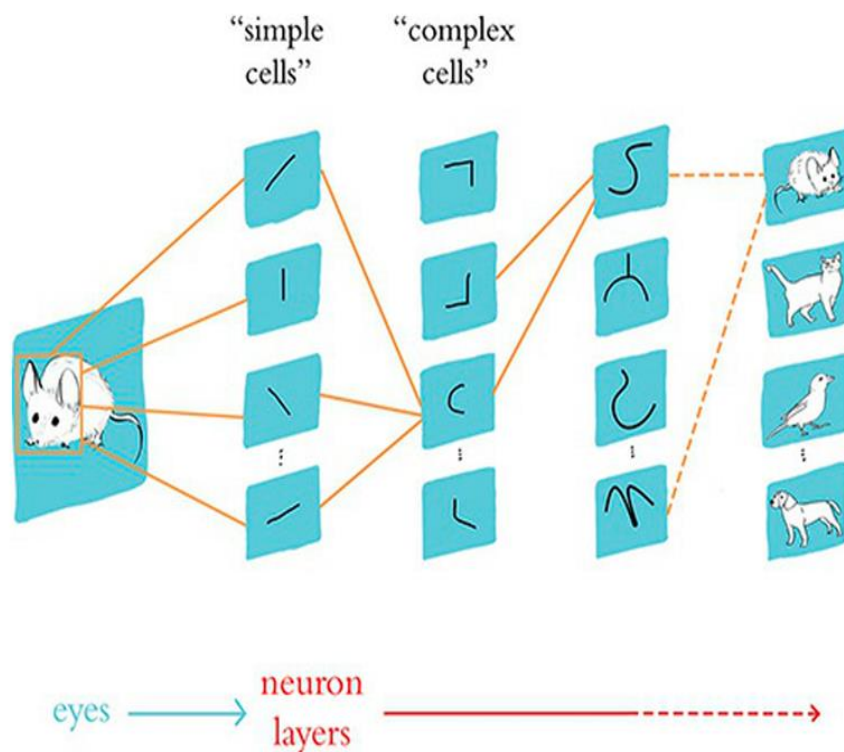 “simple
cells”
“complex
cells”
eyes
neuron
layers